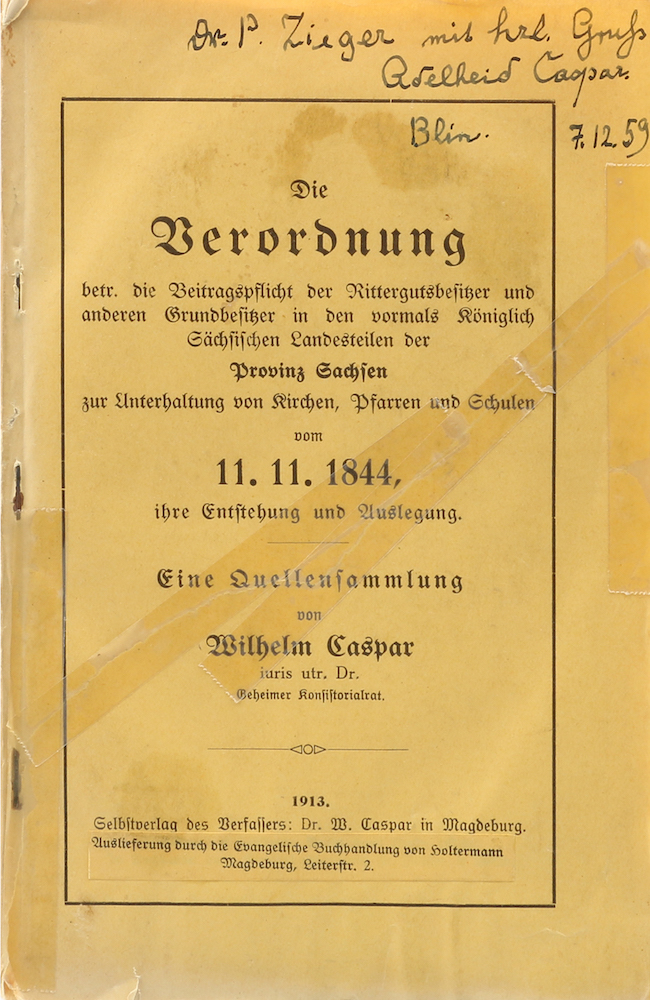 Dr. P. Zieger mit hzl. Gruß
Adelheid Caspar.
Blin. 7.12.59
Die
Verordnung
betr. die Beitragspflicht der Rittergutsbesitzer und
anderen Grundbesitzer in den vormals Königlich
Sächsischen Landesteilen der
Provinz Sachsen
zur Unterhaltung von Kirchen, Pfarren und Schulen
vom
11. 11. 1844,
ihre Entstehung und Auslegung.
Eine Quellensammlung
von
Wilhelm Caspar
iuris utr. Dr.
Geheimer Konsistorialrat.
1913.
Selbstverlag des Verfassers: Dr. W. Caspar in Magdeburg.
Auslieferung durch die Evangelische Buchhandlung von Holtermann
Magdeburg, Leiterstr. 2.